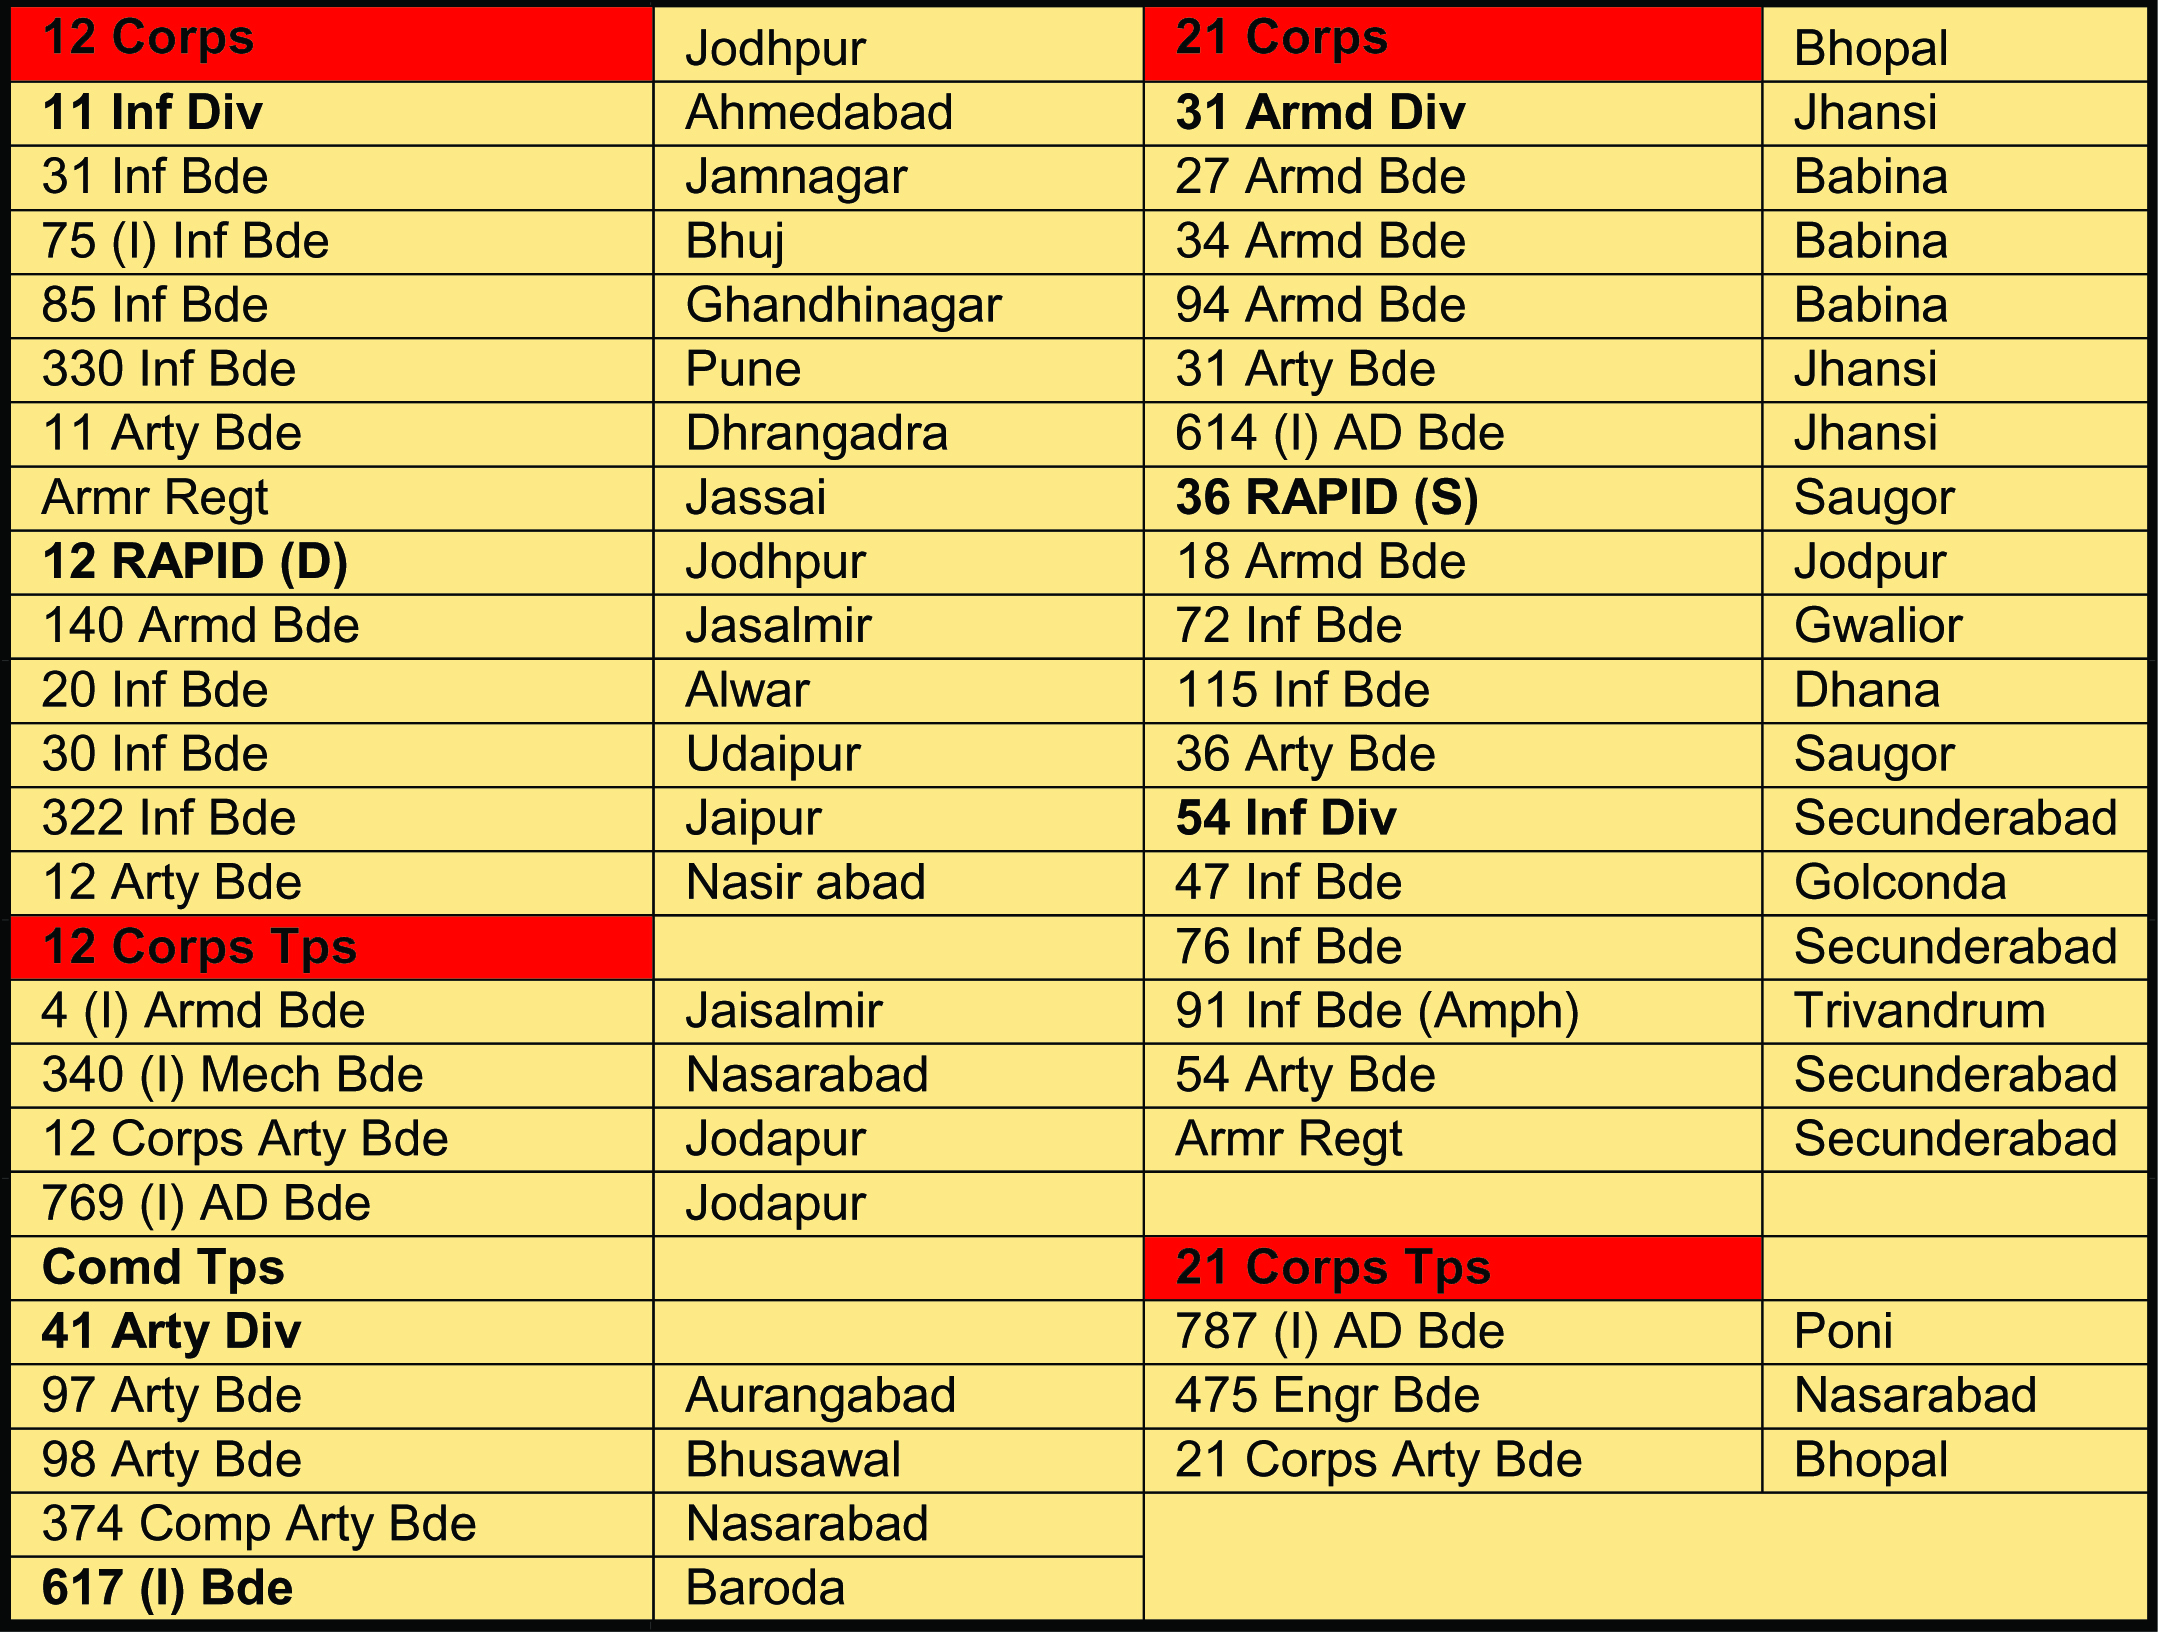 12 Corps Jodhpur 21 Corps Bhopal
11 Inf Div Ahmedabad 31 Armd Div Jhansi
31 Inf Bde Jamnagar 27 Armd Bde Babina
75 (I) Inf Bde Bhuj 34 Armd Bde Babina
85 Inf Bde Ghandhinagar 94 Armd Bde Babina
330 Inf Bde Pune 31 Arty Bde Jhansi
11 Arty Bde Dhrangadra 614 (I) AD Bde Jhansi
Armr Regt Jassai 36 RAPID (S) Saugor
12 RAPID (D) Jodhpur 18 Armd Bde Jodpur
140 Armd Bde Jasalmir 72 Inf Bde Gwalior
20 Inf Bde Alwar 115 Inf Bde Dhana
30 Inf Bde Udaipur 36 Arty Bde Saugor
322 Inf Bde Jaipur 54 Inf Div Secunderabad
12 Arty Bde Nasir abad 47 Inf Bde Golconda
12 Corps Tps 76 Inf Bde Secunderabad
4 (I) Armd Bde Jaisalmir 91 Inf Bde (Amph) Trivandrum
340 (I) Mech Bde Nasarabad 54 Arty Bde Secunderabad
12 Corps Arty Bde Jodapur Armr Regt Secunderabad
769 (I) AD Bde Jodapur
Comd Tps 21 Corps Tps
41 Arty Div 787 (I) AD Bde Poni
97 Arty Bde Aurangabad 475 Engr Bde Nasarabad
98 Arty Bde Bhusawal 21 Corps Arty Bde Bhopal
374 Comp Arty Bde Nasarabad
617 (I) Bde Baroda